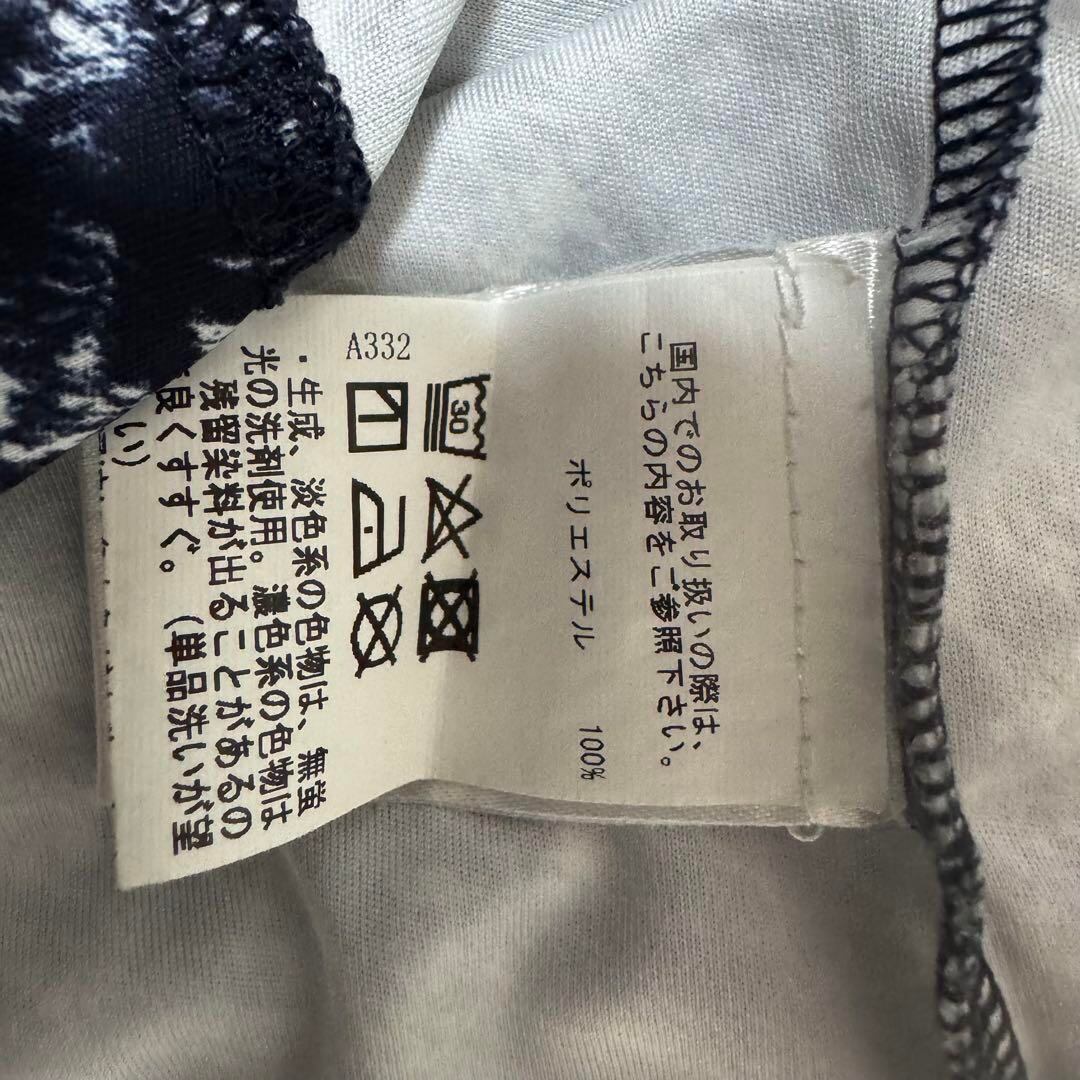 国内でのお取り扱いの際は、
こちらの内容をご参照下さい。
ポリエステル 100%
30
A332
・生成、淡色系の色物は、無蛍
光の洗剤使用。濃色系の色物は
残留染料が出ることがあるの
良くすすぐ。（単品洗いが望
い）